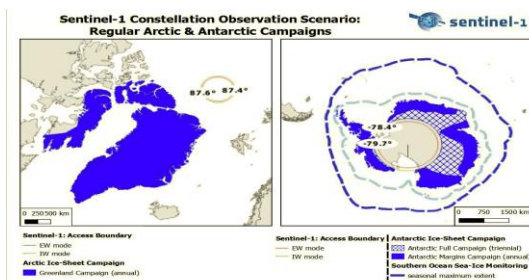 Sentinel-1 Constellation Observation Scenario:
Regular Arctic & Antarctic Campaigns
sentinel-1
87.6° 87.4°
-78.4°
-79.7°
0 250 500 km
0 750 1500 km
Sentinel-1: Access Boundary
EW mode
IW mode
Arctic Ice-Sheet Campaign
Greenland Campaign (annual)
Sentinel-1: Access Boundary
EW mode
IW mode
Antarctic Ice-Sheet Campaign
Antarctic Full Campaign (triennial)
Antarctic Margins Campaign (annual)
Southern Ocean Sea-Ice Monitoring
seasonal maximum extent